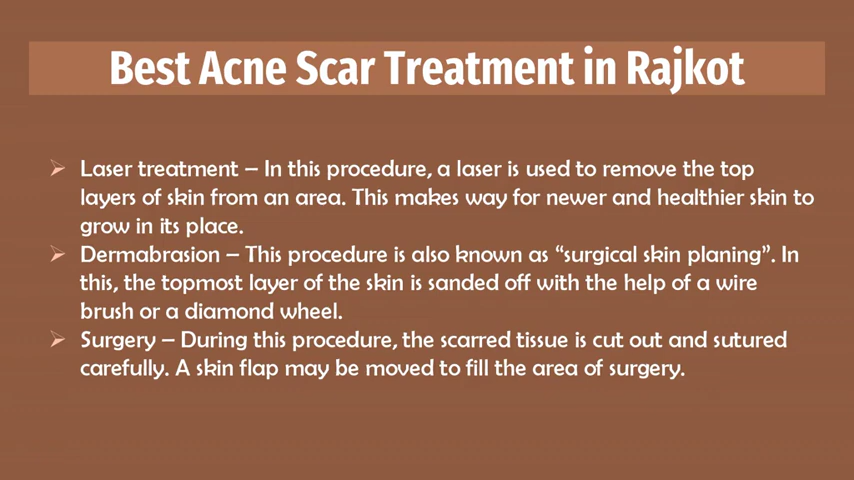 Best Acne Scar Treatment in Rajkot
➢ Laser treatment – In this procedure, a laser is used to remove the top
layers of skin from an area. This makes way for newer and healthier skin to
grow in its place.
➢ Dermabrasion – This procedure is also known as “surgical skin planing”. In
this, the topmost layer of the skin is sanded off with the help of a wire
brush or a diamond wheel.
➢ Surgery – During this procedure, the scarred tissue is cut out and sutured
carefully. A skin flap may be moved to fill the area of surgery.